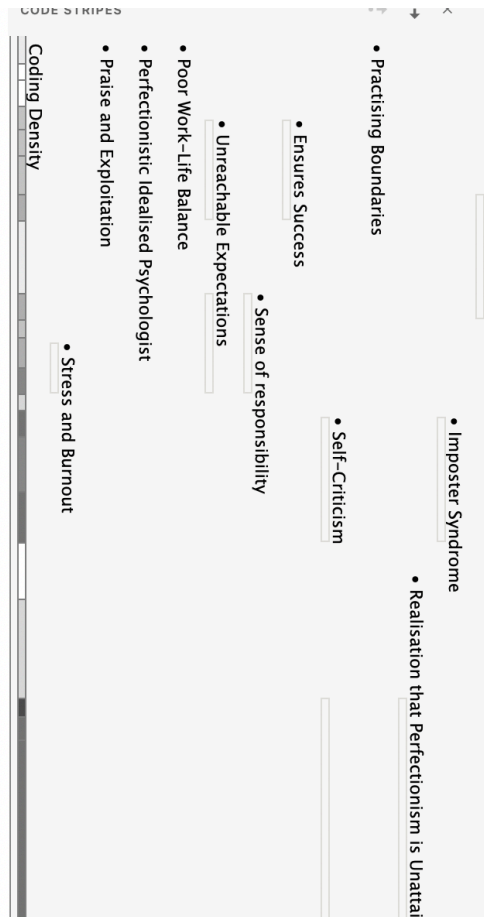 CODE STRIPES
Coding Density
• Stress and Burnout
• Praise and Exploitation
• Perfectionistic Idealised Psychologist
• Poor Work-Life Balance
• Unreachable Expectations
• Sense of responsibility
• Ensures Success
• Self-Criticism
• Practising Boundaries
• Realisation that Perfectionism is Unattai
• Imposter Syndrome